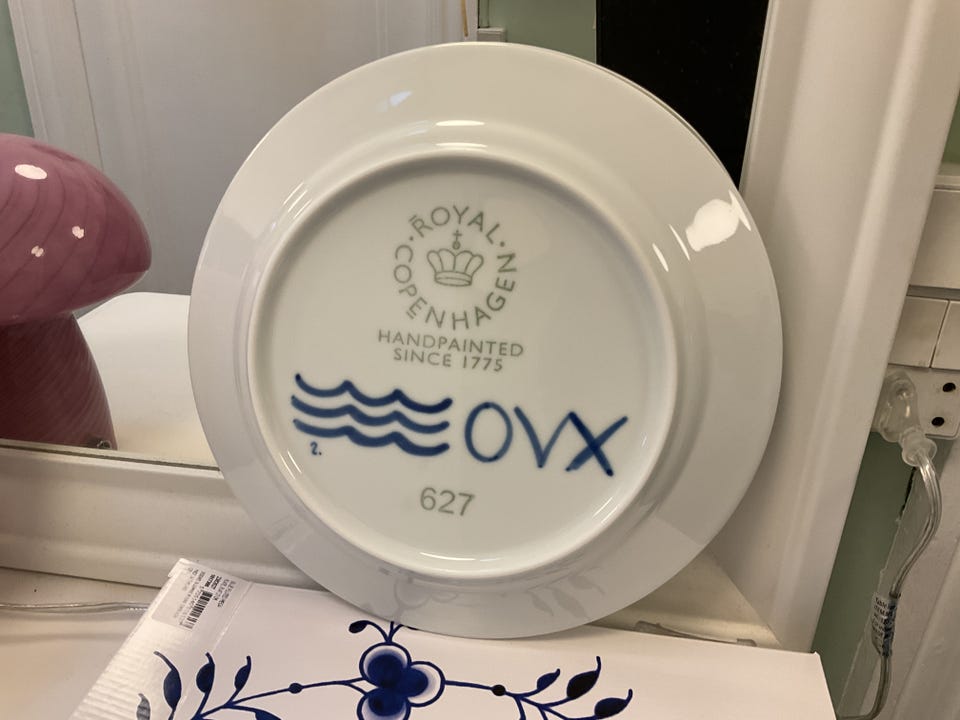 ·ROYAL·
COPENHAGEN
HANDPAINTED
SINCE 1775
2.
OVX
627